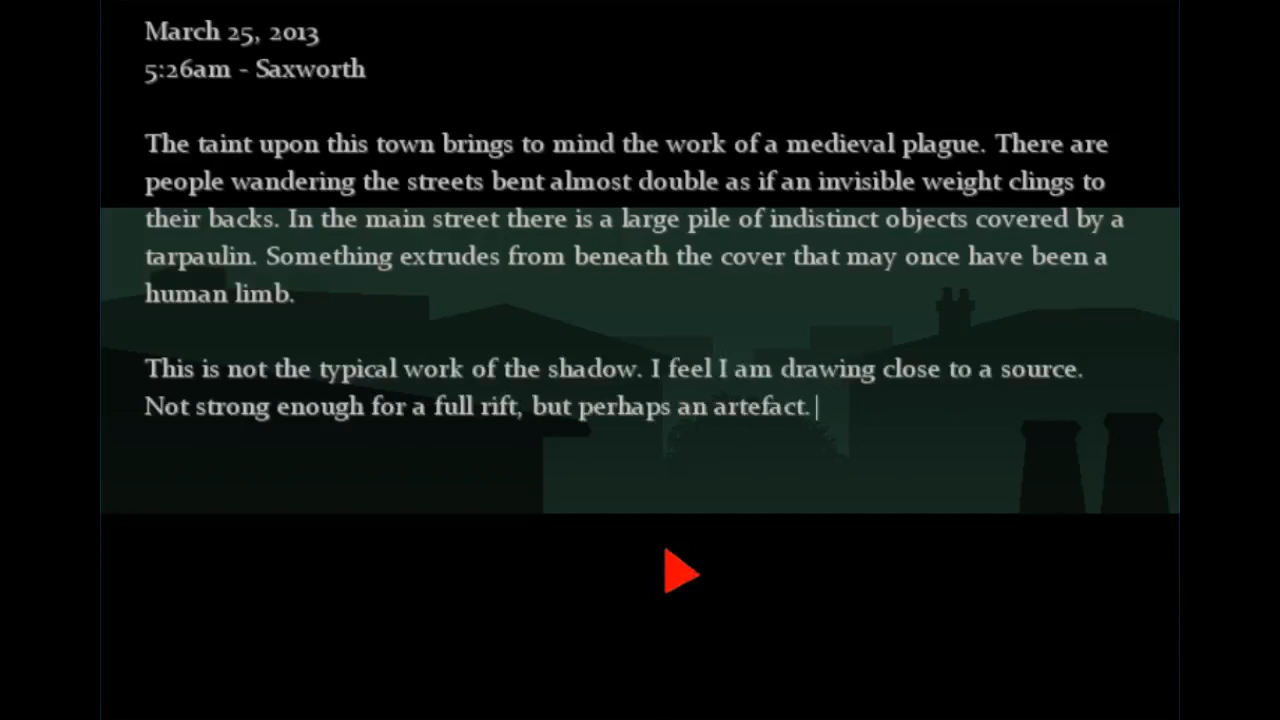 March 25, 2013
5:26am - Saxworth
The taint upon this town brings to mind the work of a medieval plague. There are
people wandering the streets bent almost double as if an invisible weight clings to
their backs. In the main street there is a large pile of indistinct objects covered by a
tarpaulin. Something extrudes from beneath the cover that may once have been a
human limb.
This is not the typical work of the shadow. I feel I am drawing close to a source.
Not strong enough for a full rift, but perhaps an artefact.